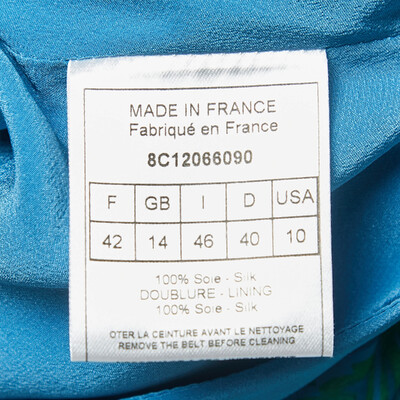 MADE IN FRANCE
Fabriqué en France
8C12066090
F GB I D USA
42 14 46 40 10
100% Soie - Silk
DOUBLURE - LINING
100% Soie - Silk
OTER LA CEINTURE AVANT LE NETTOYAGE
REMOVE THE BELT BEFORE CLEANING